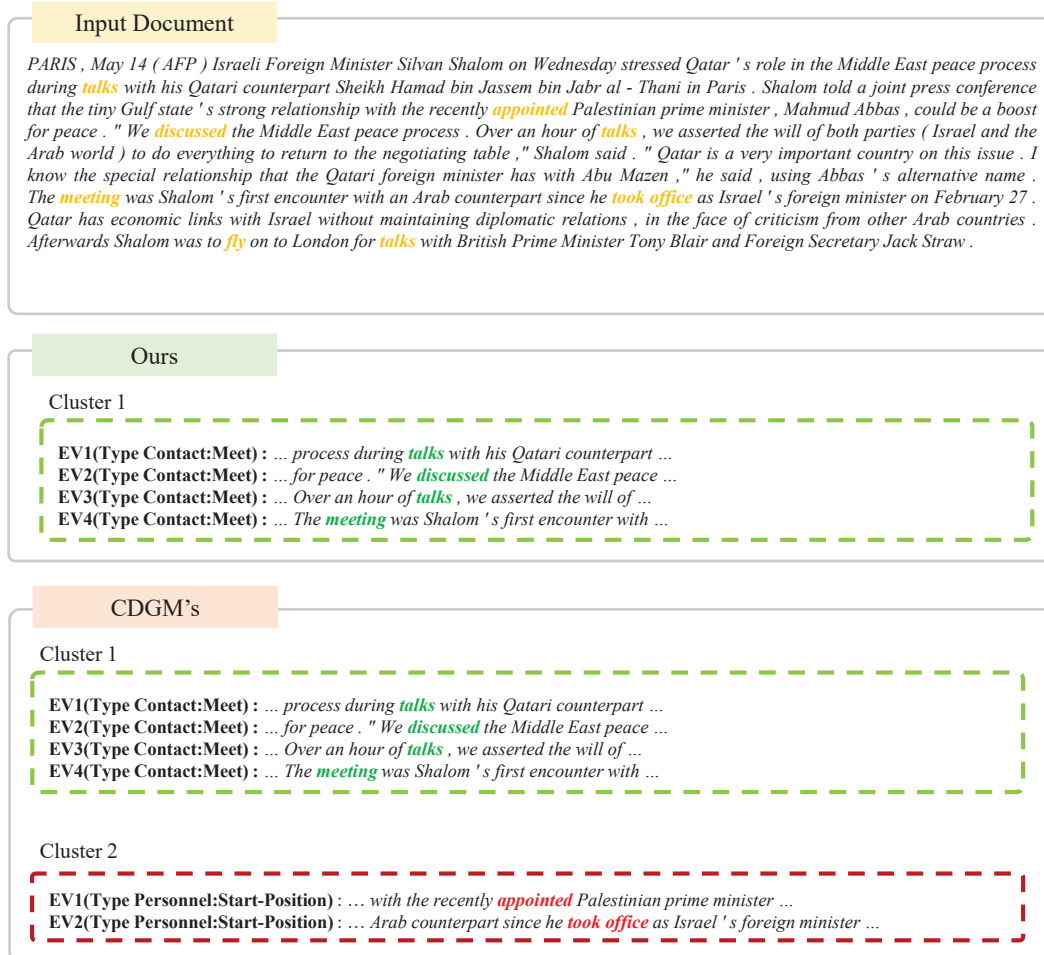 Input Document
PARIS , May 14 ( AFP ) Israeli Foreign Minister Silvan Shalom on Wednesday stressed Qatar ' s role in the Middle East peace process
during talks with his Qatari counterpart Sheikh Hamad bin Jassem bin Jabr al - Thani in Paris . Shalom told a joint press conference
that the tiny Gulf state ' s strong relationship with the recently appointed Palestinian prime minister , Mahmud Abbas , could be a boost
for peace . " We discussed the Middle East peace process . Over an hour of talks , we asserted the will of both parties ( Israel and the
Arab world ) to do everything to return to the negotiating table ," Shalom said . " Qatar is a very important country on this issue . I
know the special relationship that the Qatari foreign minister has with Abu Mazen ," he said , using Abbas ' s alternative name .
The meeting was Shalom ' s first encounter with an Arab counterpart since he took office as Israel ' s foreign minister on February 27 .
Qatar has economic links with Israel without maintaining diplomatic relations , in the face of criticism from other Arab countries .
Afterwards Shalom was to fly on to London for talks with British Prime Minister Tony Blair and Foreign Secretary Jack Straw .
Ours
Cluster 1
EV1(Type Contact:Meet) : ... process during talks with his Qatari counterpart ...
EV2(Type Contact:Meet) : ... for peace . " We discussed the Middle East peace ...
EV3(Type Contact:Meet) : ... Over an hour of talks , we asserted the will of ...
EV4(Type Contact:Meet) : ... The meeting was Shalom ' s first encounter with ...
CDGM's
Cluster 1
EV1(Type Contact:Meet) : ... process during talks with his Qatari counterpart ...
EV2(Type Contact:Meet) : ... for peace . " We discussed the Middle East peace ...
EV3(Type Contact:Meet) : ... Over an hour of talks , we asserted the will of ...
EV4(Type Contact:Meet) : ... The meeting was Shalom ' s first encounter with ...
Cluster 2
EV1(Type Personnel:Start-Position) : ... with the recently appointed Palestinian prime minister ...
EV2(Type Personnel:Start-Position) : ... Arab counterpart since he took office as Israel ' s foreign minister ...